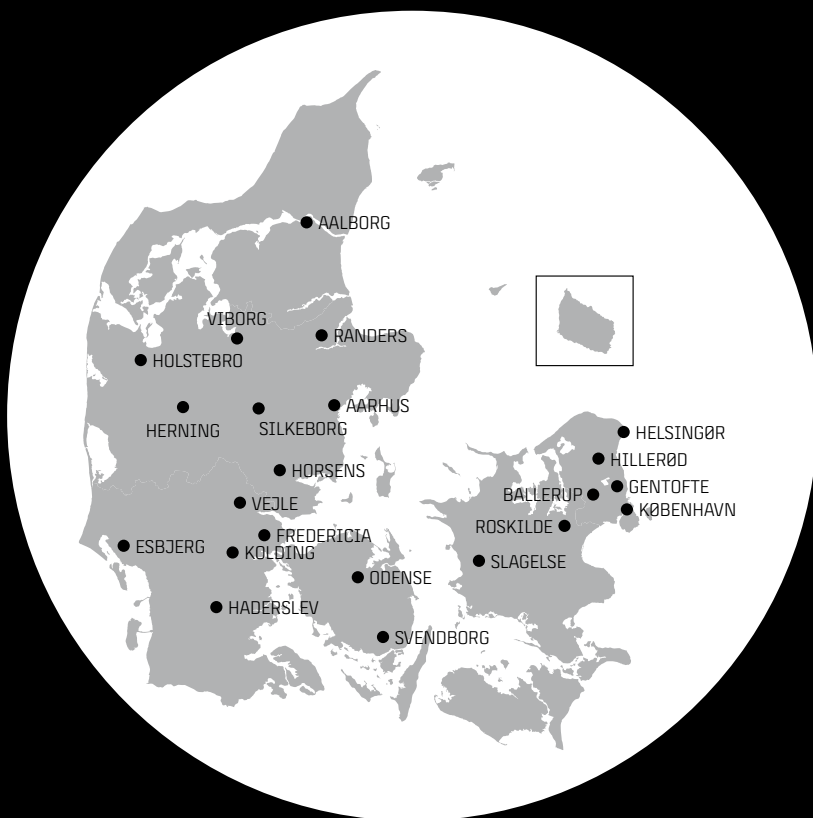 AALBORG
VIBORG
RANDERS
HOLSTEBRO
AARHUS
HERNING
SILKEBORG
HELSINGØR
HILLERØD
HORSENS
GENTOFTE
BALLERUP
VEJLE
KØBENHAVN
ROSKILDE
FREDERICIA
ESBJERG
KOLDING
SLAGELSE
ODENSE
HADERSLEV
SVENDBORG